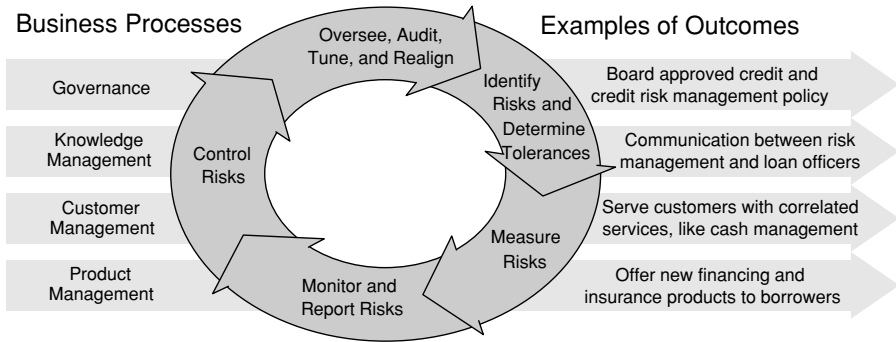 Business Processes
Examples of Outcomes
Governance
Knowledge
Management
Customer
Management
Product
Management
Oversee, Audit,
Tune, and Realign
Identify
Risks and
Determine
Tolerances
Measure
Risks
Monitor and
Report Risks
Control
Risks
Board approved credit and
credit risk management policy
Communication between risk
management and loan officers
Serve customers with correlated
services, like cash management
Offer new financing and
insurance products to borrowers